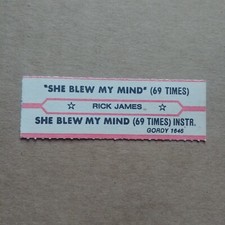 "SHE BLEW MY MIND" (69 TIMES)
RICK JAMES
SHE BLEW MY MIND (69 TIMES) INSTR.
GORDY 1646